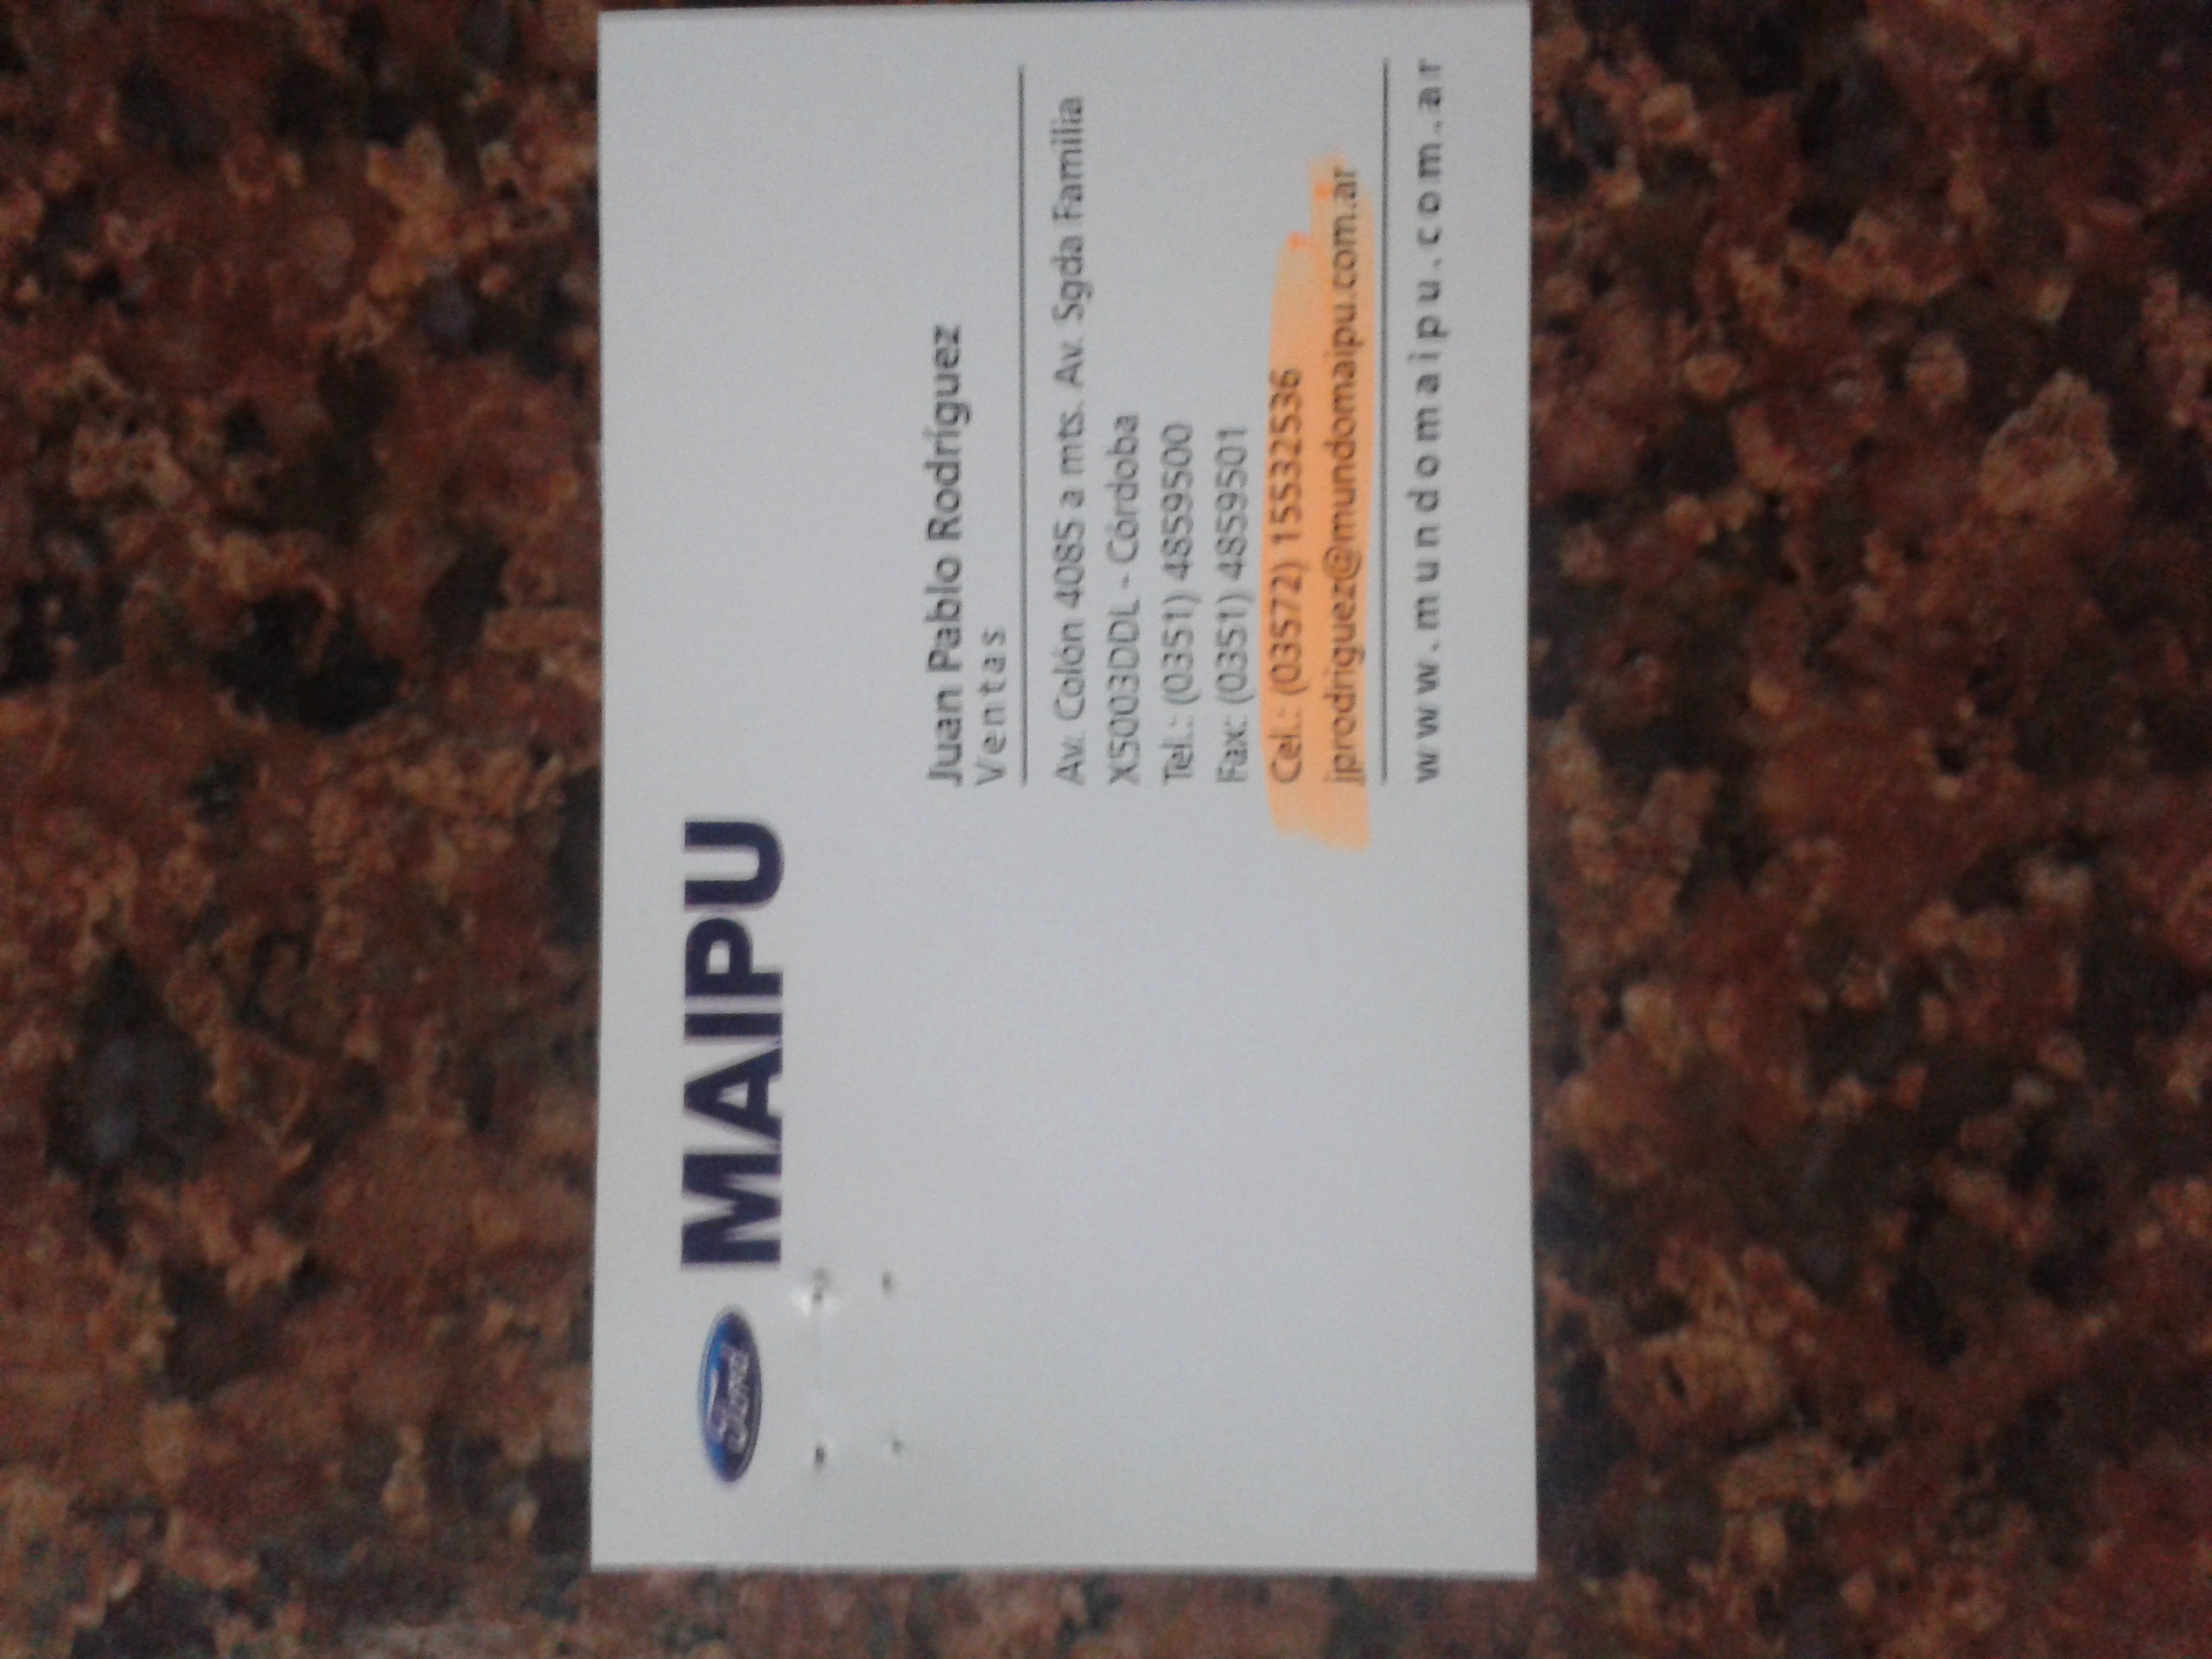 Ford MAIPU
Juan Pablo Rodríguez
Ventas
Av. Colón 4085 a mts. Av. Sgda Familia
X5003DDL - Córdoba
Tel.: (0351) 4859500
Fax: (0351) 4859501
Cel.: (03572) 15532536
jprodriguez@mundomaipu.com.ar
www.mundomaipu.com.ar